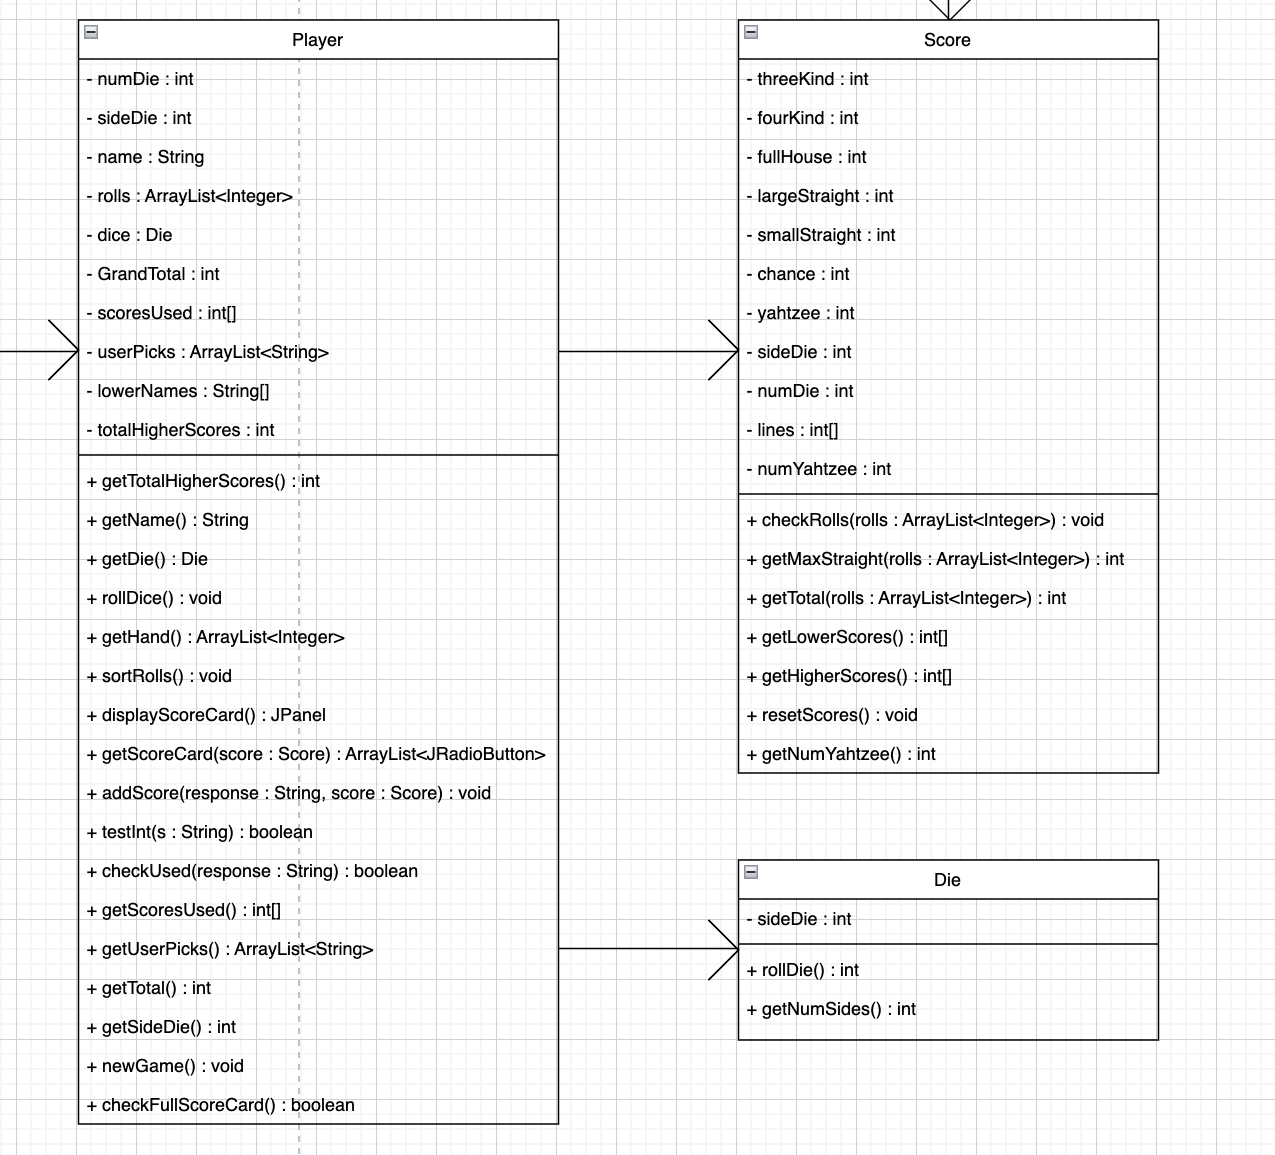 Player
- numDie : int
- sideDie : int
- name : String
- rolls : ArrayList<Integer>
- dice : Die
- GrandTotal : int
- scoresUsed : int[]
- userPicks : ArrayList<String>
- lowerNames : String[]
- totalHigherScores : int
+ getTotalHigherScores() : int
+ getName() : String
+ getDie() : Die
+ rollDice() : void
+ getHand() : ArrayList<Integer>
+ sortRolls() : void
+ displayScoreCard() : JPanel
+ getScoreCard(score : Score) : ArrayList<JRadioButton>
+ addScore(response : String, score : Score) : void
+ testInt(s : String) : boolean
+ checkUsed(response : String) : boolean
+ getScoresUsed() : int[]
+ getUserPicks() : ArrayList<String>
+ getTotal() : int
+ getSideDie() : int
+ newGame() : void
+ checkFullScoreCard() : boolean
Score
- threeKind : int
- fourKind : int
- fullHouse : int
- largeStraight : int
- smallStraight : int
- chance : int
- yahtzee : int
- sideDie : int
- numDie : int
- lines : int[]
- numYahtzee : int
+ checkRolls(rolls : ArrayList<Integer>) : void
+ getMaxStraight(rolls : ArrayList<Integer>) : int
+ getTotal(rolls : ArrayList<Integer>) : int
+ getLowerScores() : int[]
+ getHigherScores() : int[]
+ resetScores() : void
+ getNumYahtzee() : int
Die
- sideDie : int
+ rollDie() : int
+ getNumSides() : int